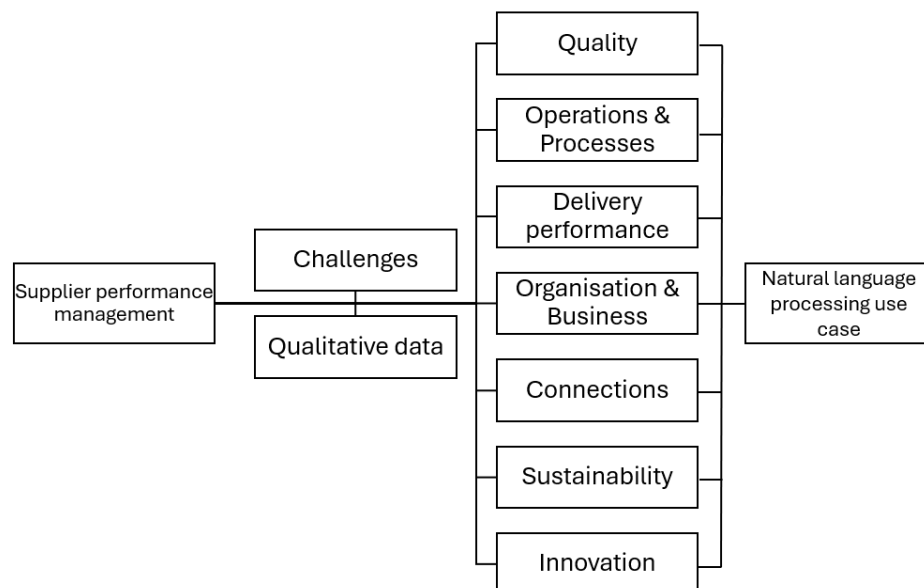 Supplier performance
management
Challenges
Qualitative data
Quality
Operations &
Processes
Delivery
performance
Organisation &
Business
Connections
Sustainability
Innovation
Natural language
processing use
case